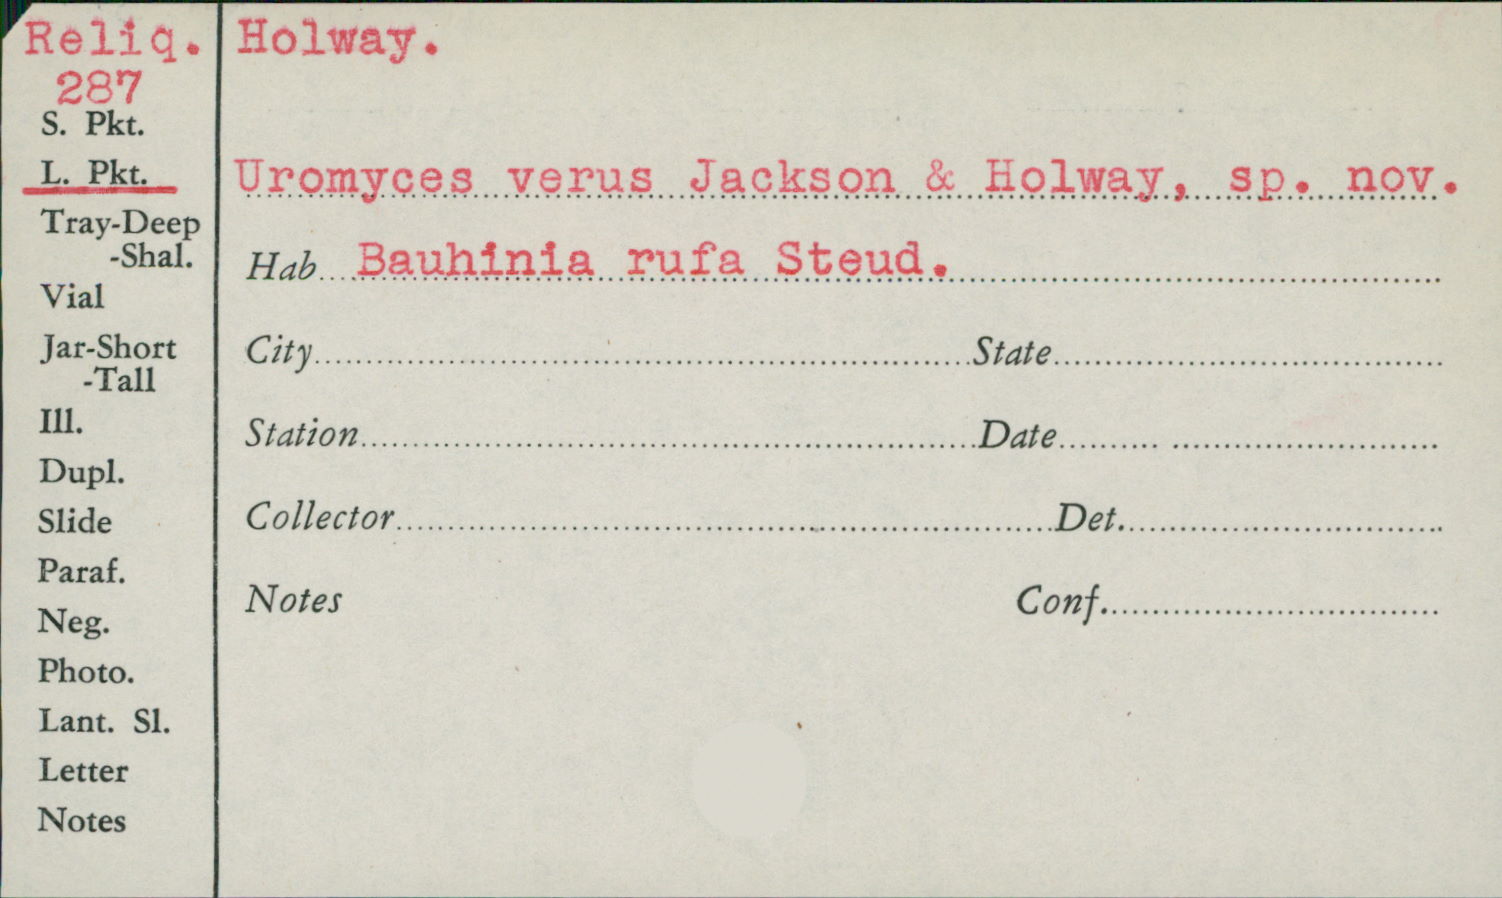 Reliq. Holway.
287
S. Pkt.
L. Pkt.
Uromyces verus Jackson & Holway, sp. nov.
Tray-Deep
-Shal.
Hab Bauhinia rufa Steud.
Vial
Jar-Short
-Tall
City State
Ill.
Station Date
Dupl.
Slide
Collector Det.
Paraf.
Neg.
Notes Conf.
Photo.
Lant. Sl.
Letter
Notes